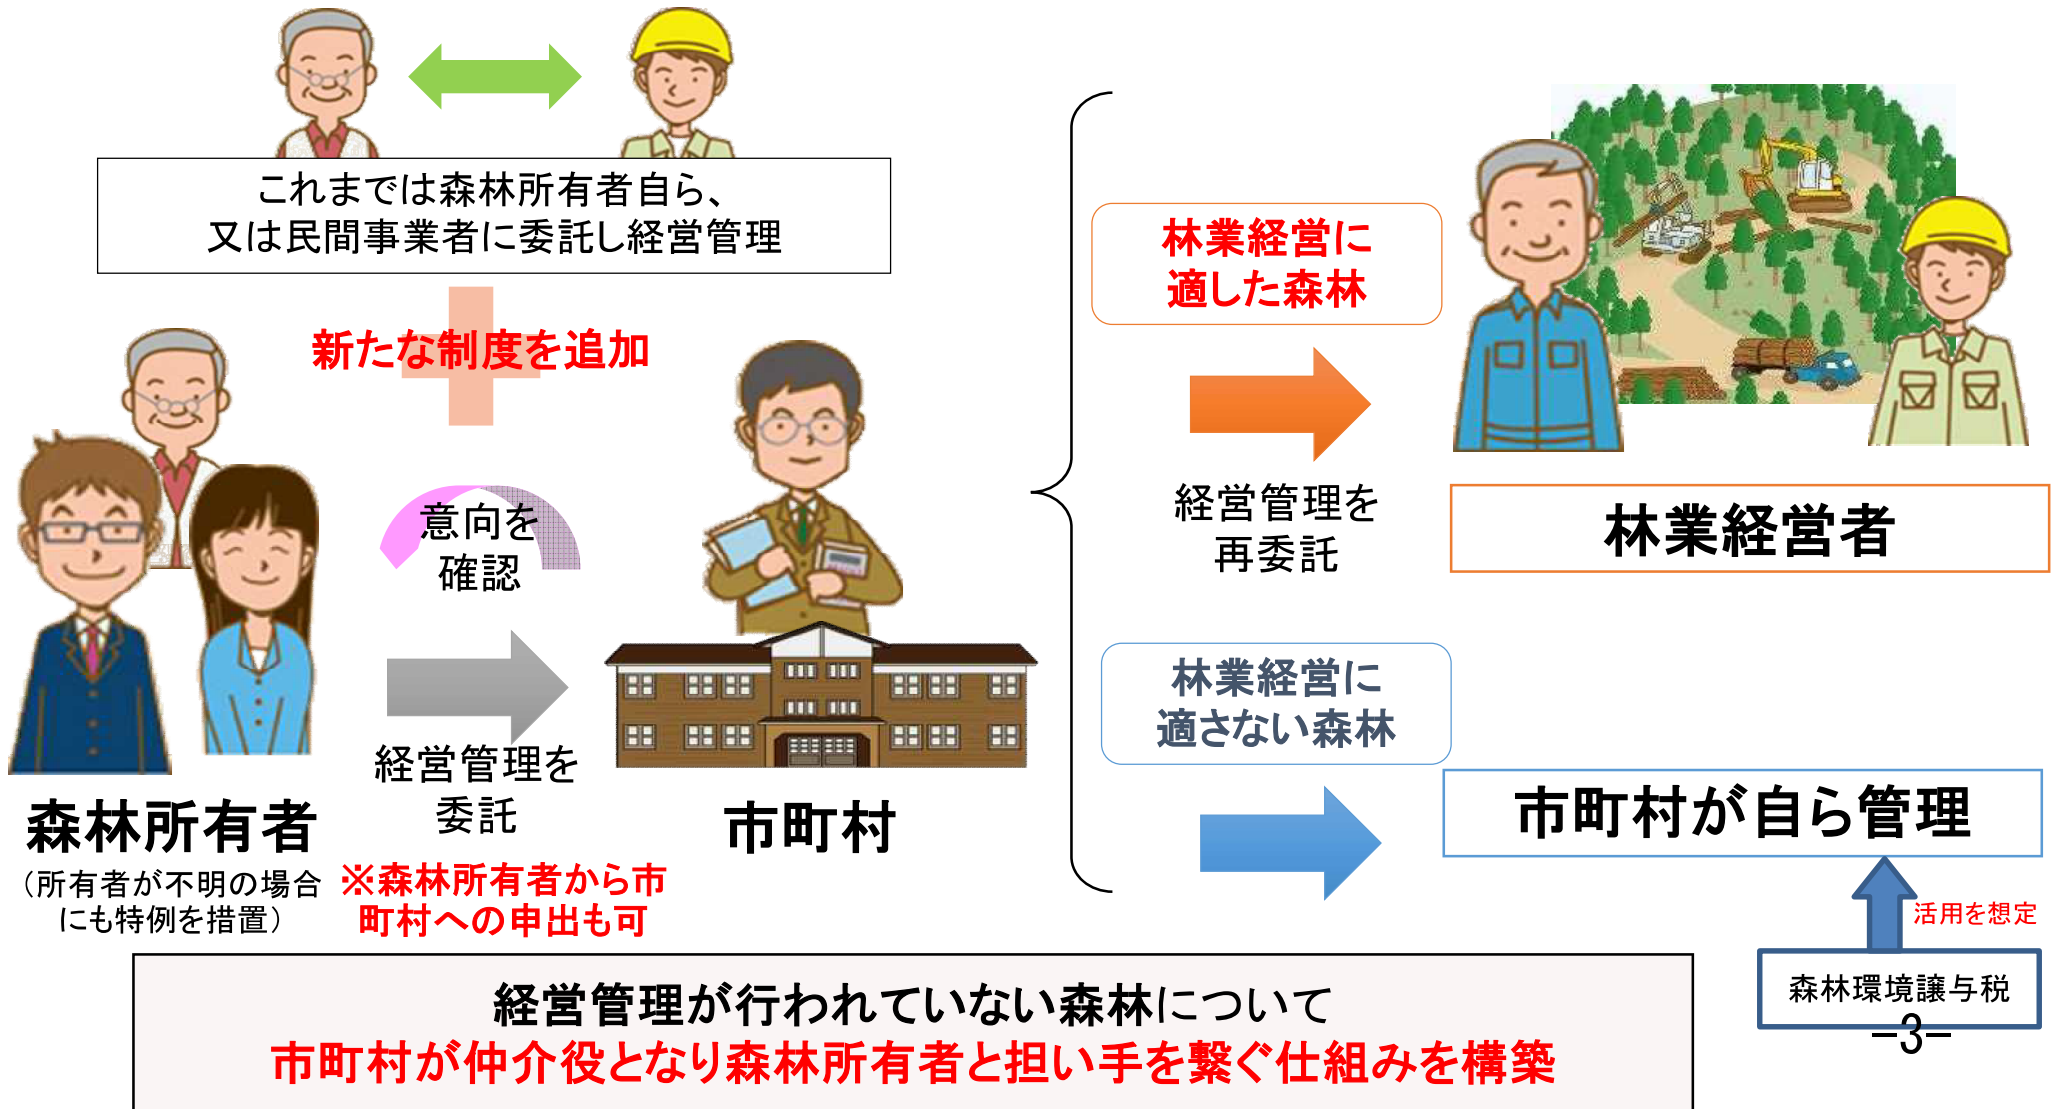 これまでは森林所有者自ら、
又は民間事業者に委託し経営管理
新たな制度を追加
意向を
確認
経営管理を
委託
森林所有者
（所有者が不明の場合
にも特例を措置）
※森林所有者から市
町村への申出も可
市町村
林業経営に
適した森林
経営管理を
再委託
林業経営者
林業経営に
適さない森林
市町村が自ら管理
活用を想定
森林環境譲与税
経営管理が行われていない森林について
市町村が仲介役となり森林所有者と担い手を繋ぐ仕組みを構築
－3－